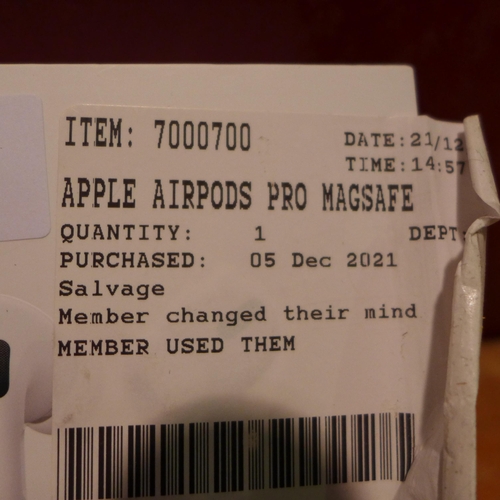 ITEM: 7000700
DATE:21/12
TIME:14:57
APPLE AIRPODS PRO MAGSAFE
QUANTITY: 1 DEPT:
PURCHASED: 05 Dec 2021
Salvage
Member changed their mind
MEMBER USED THEM